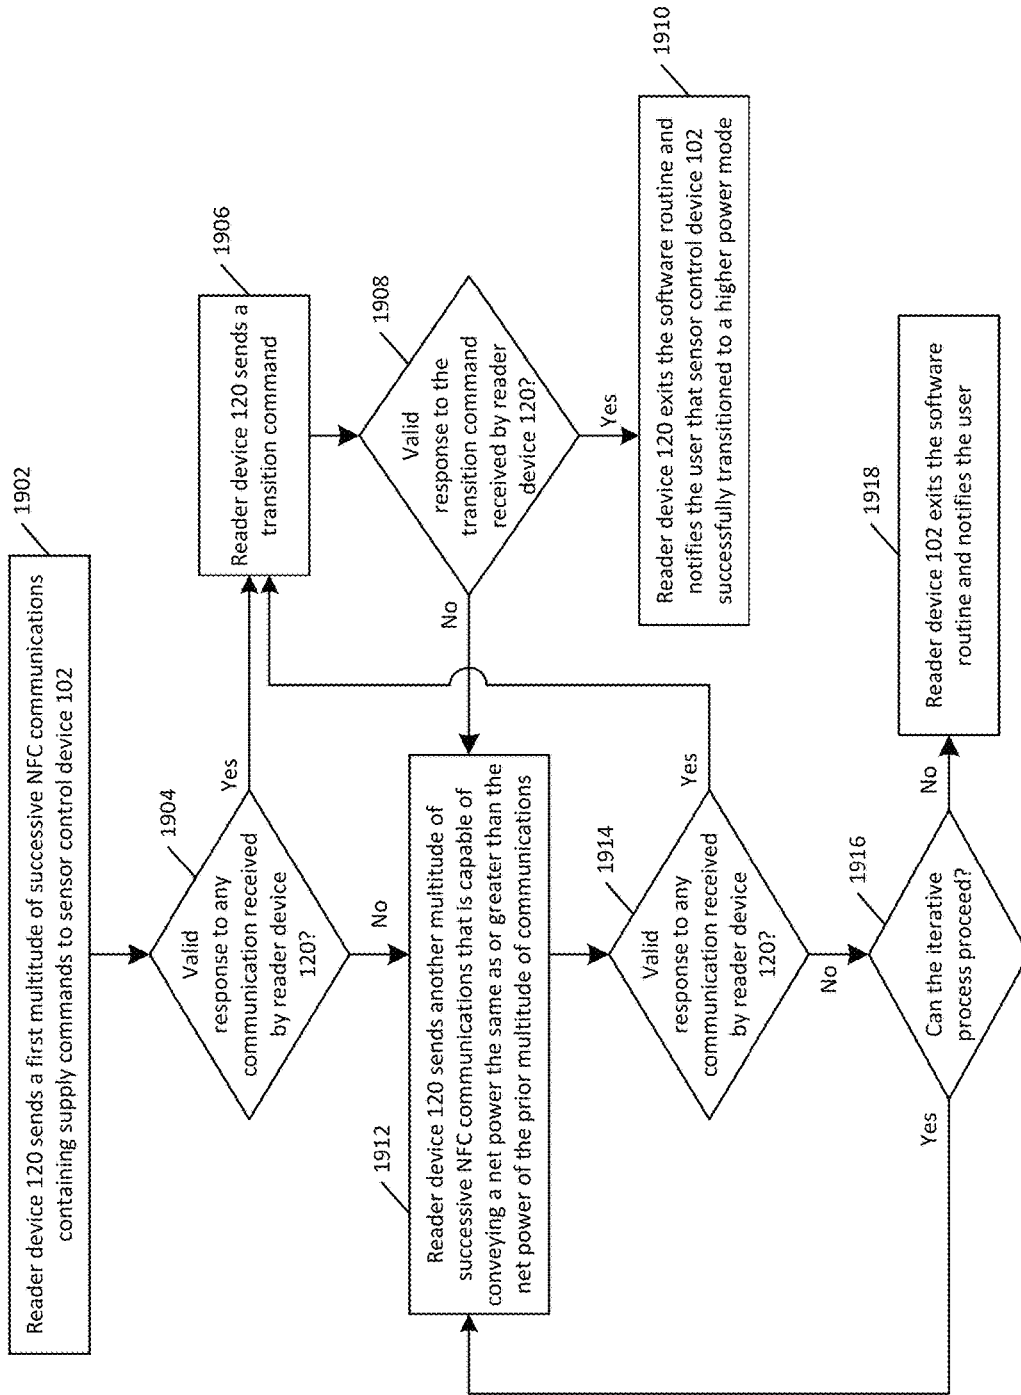 1902
Reader device 120 sends a first multitude of successive NFC communications
containing supply commands to sensor control device 102
1904
Valid
response to any
communication received
by reader device
120?
Yes
No
1906
Reader device 120 sends a
transition command
1908
Valid
response to the
transition command
received by reader
device 120?
No
Yes
1910
Reader device 120 exits the software routine and
notifies the user that sensor control device 102
successfully transitioned to a higher power mode
1912
Reader device 120 sends another multitude of
successive NFC communications that is capable of
conveying a net power the same as or greater than the
net power of the prior multitude of communications
1914
Valid
response to any
communication received
by reader device
120?
Yes
No
1916
Can the iterative
process proceed?
Yes
No
1918
Reader device 102 exits the software
routine and notifies the user